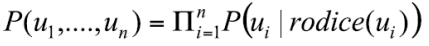 P(u₁,....,uₙ) = Πⁿᵢ₌₁P(uᵢ | rodice(uᵢ))